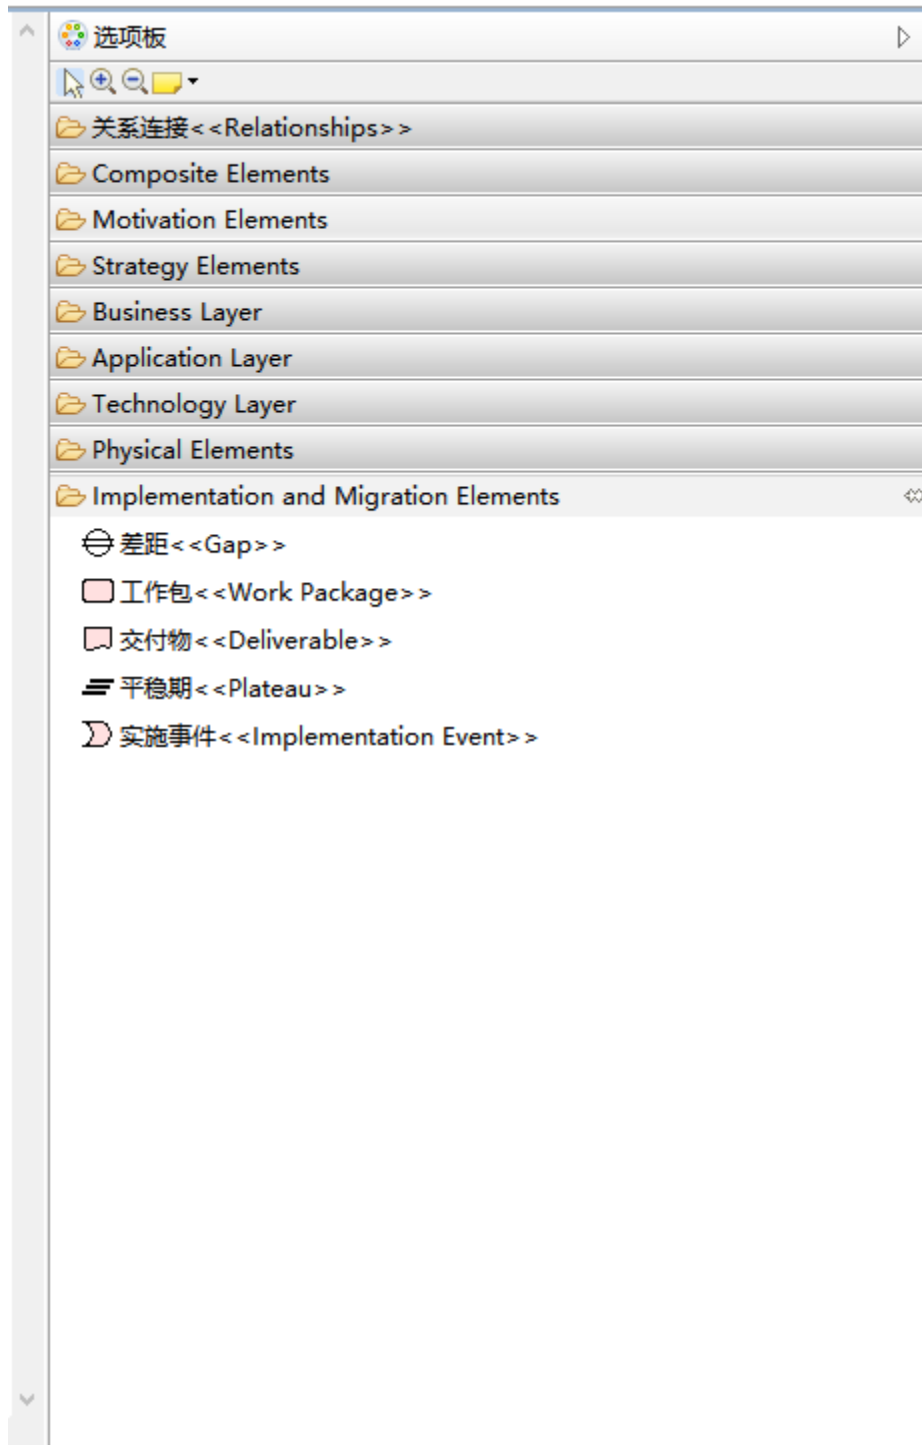 选项板
关系连接<<Relationships>>
Composite Elements
Motivation Elements
Strategy Elements
Business Layer
Application Layer
Technology Layer
Physical Elements
Implementation and Migration Elements
差距<<Gap>>
工作包<<Work Package>>
交付物<<Deliverable>>
平稳期<<Plateau>>
实施事件<<Implementation Event>>